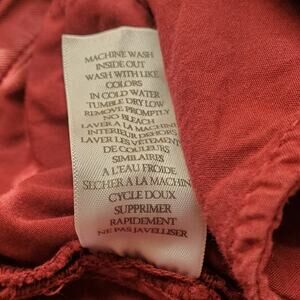 MACHINE WASH
INSIDE OUT
WASH WITH LIKE
COLORS
IN COLD WATER
TUMBLE DRY LOW
REMOVE PROMPTLY
NO BLEACH
LAVER A LA MACHINE
INTERIEUR DEHORS
LAVER LES VÉTEMENT
DE COULEURS
SIMILAIRES
A L'EAU FROIDE
SECHER A LA MACHIN
CYCLE DOUX
SUPPRIMER
RAPIDEMENT
NE PAS JAVELLISER